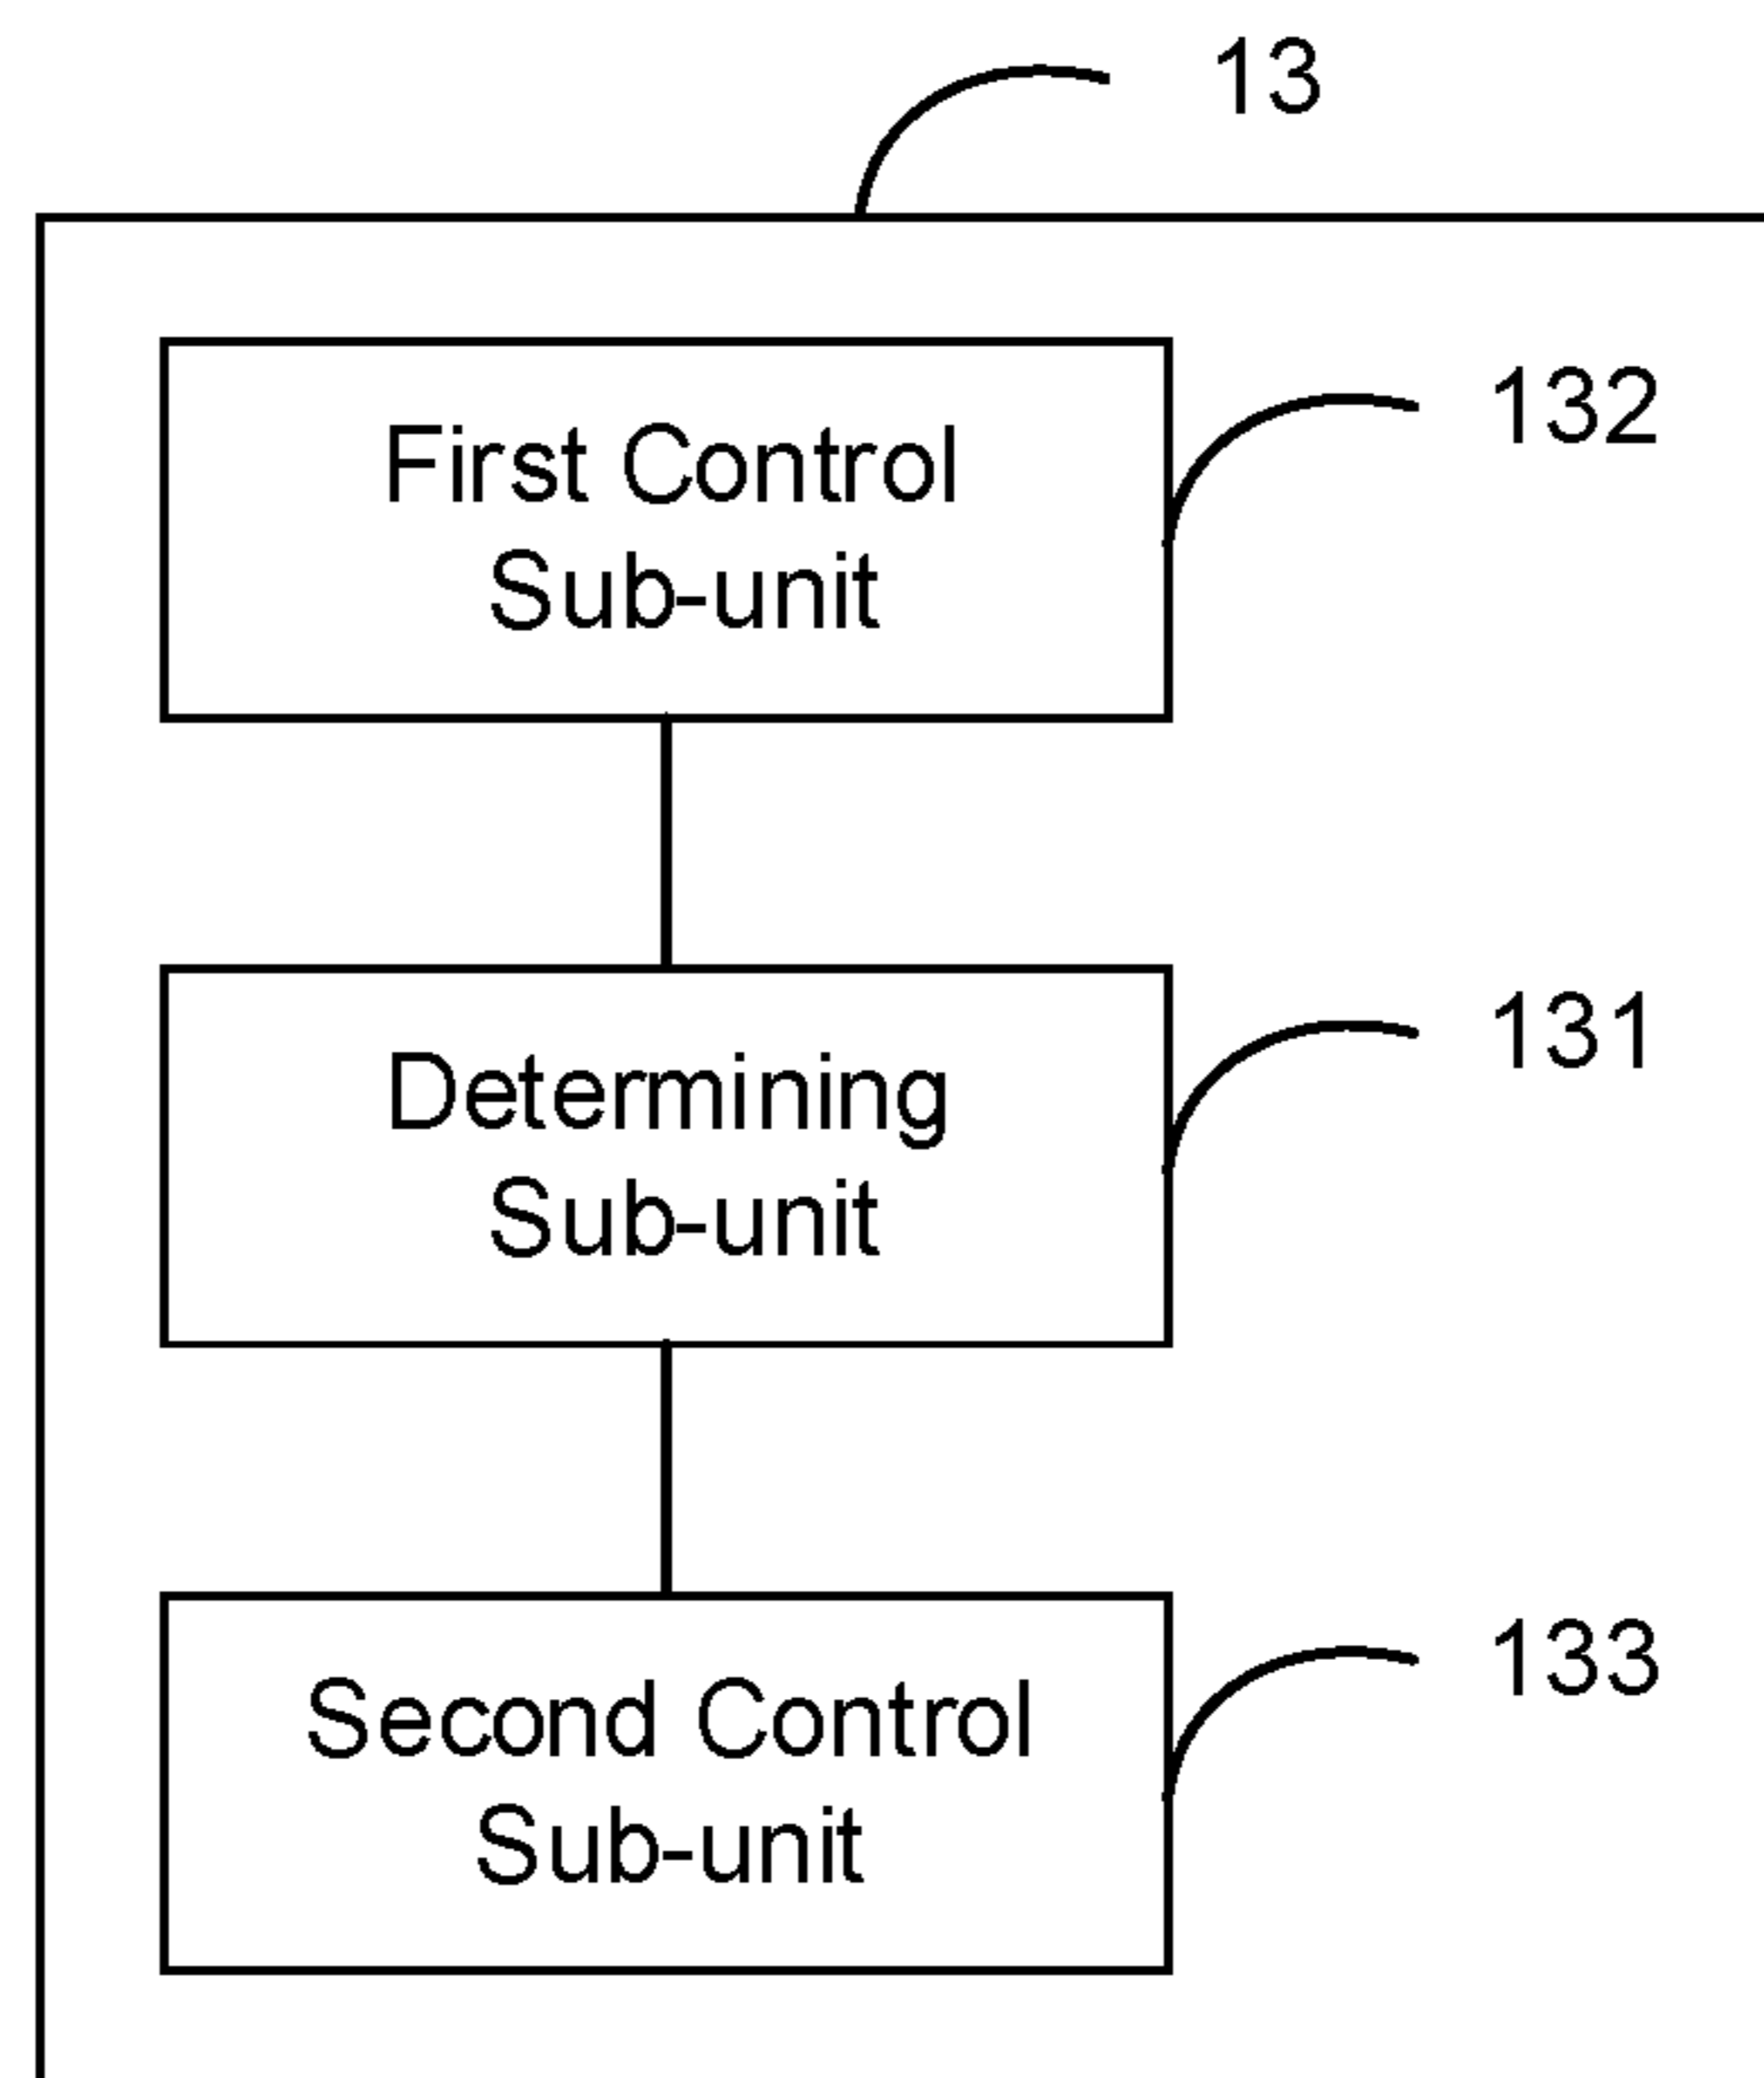 13
First Control
Sub-unit
132
Determining
Sub-unit
131
Second Control
Sub-unit
133